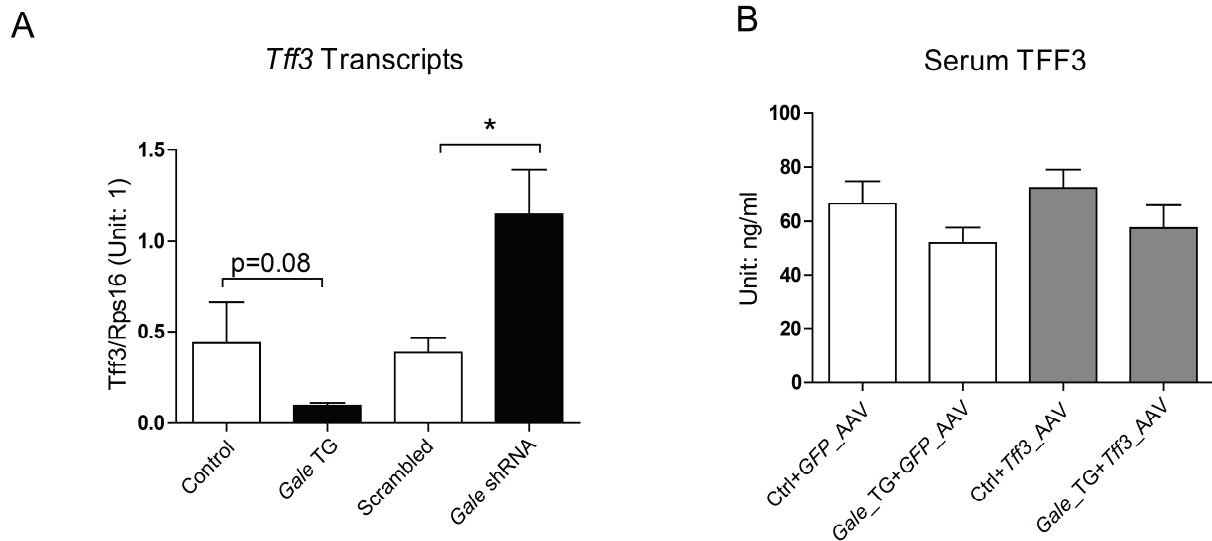 A
Tff3 Transcripts
Tff3/Rps16 (Unit: 1)
1.5
1.0
0.5
0.0
p=0.08
*
Control
Gale TG
Scrambled
Gale shRNA
B
Serum TFF3
Unit: ng/ml
100
80
60
40
20
0
Ctrl+GFP_AAV
Gale_TG+GFP_AAV
Ctrl+Tff3_AAV
Gale_TG+Tff3_AAV